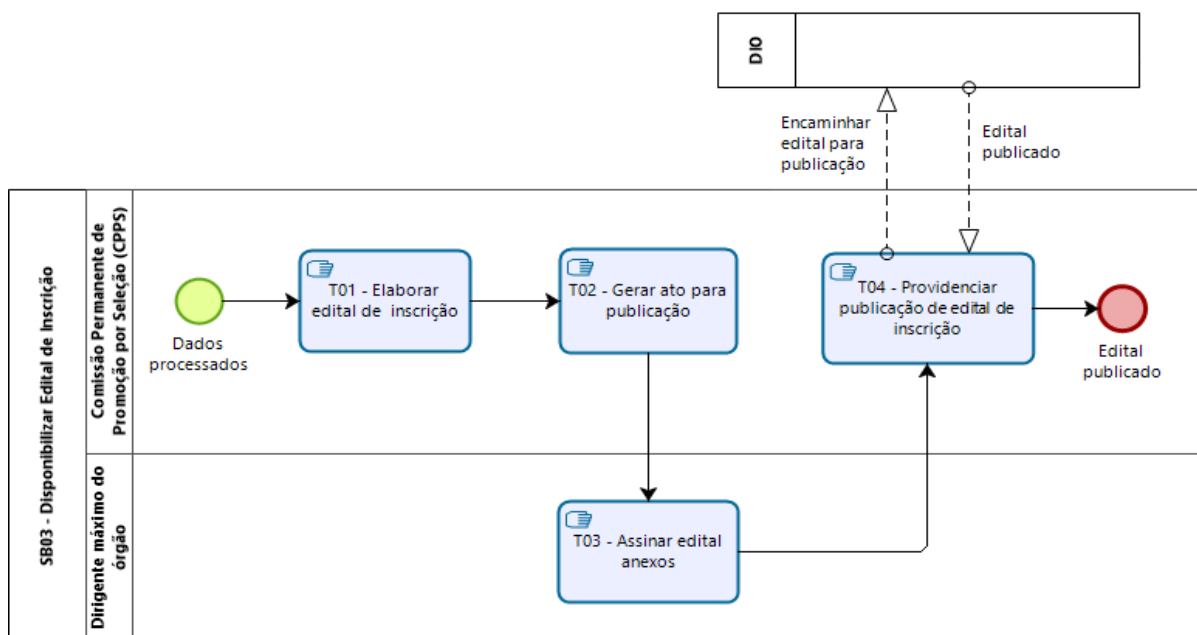 DIO
Encaminhar
edital para
publicação
Edital
publicado
SB03 - Disponibilizar Edital de Inscrição
Comissão Permanente de
Promoção por Seleção (CPPS)
Dados
processados
T01 - Elaborar
edital de inscrição
T02 - Gerar ato para
publicação
T04 - Providenciar
publicação de edital de
inscrição
Edital
publicado
Dirigente máximo do
órgão
T03 - Assinar edital
anexos